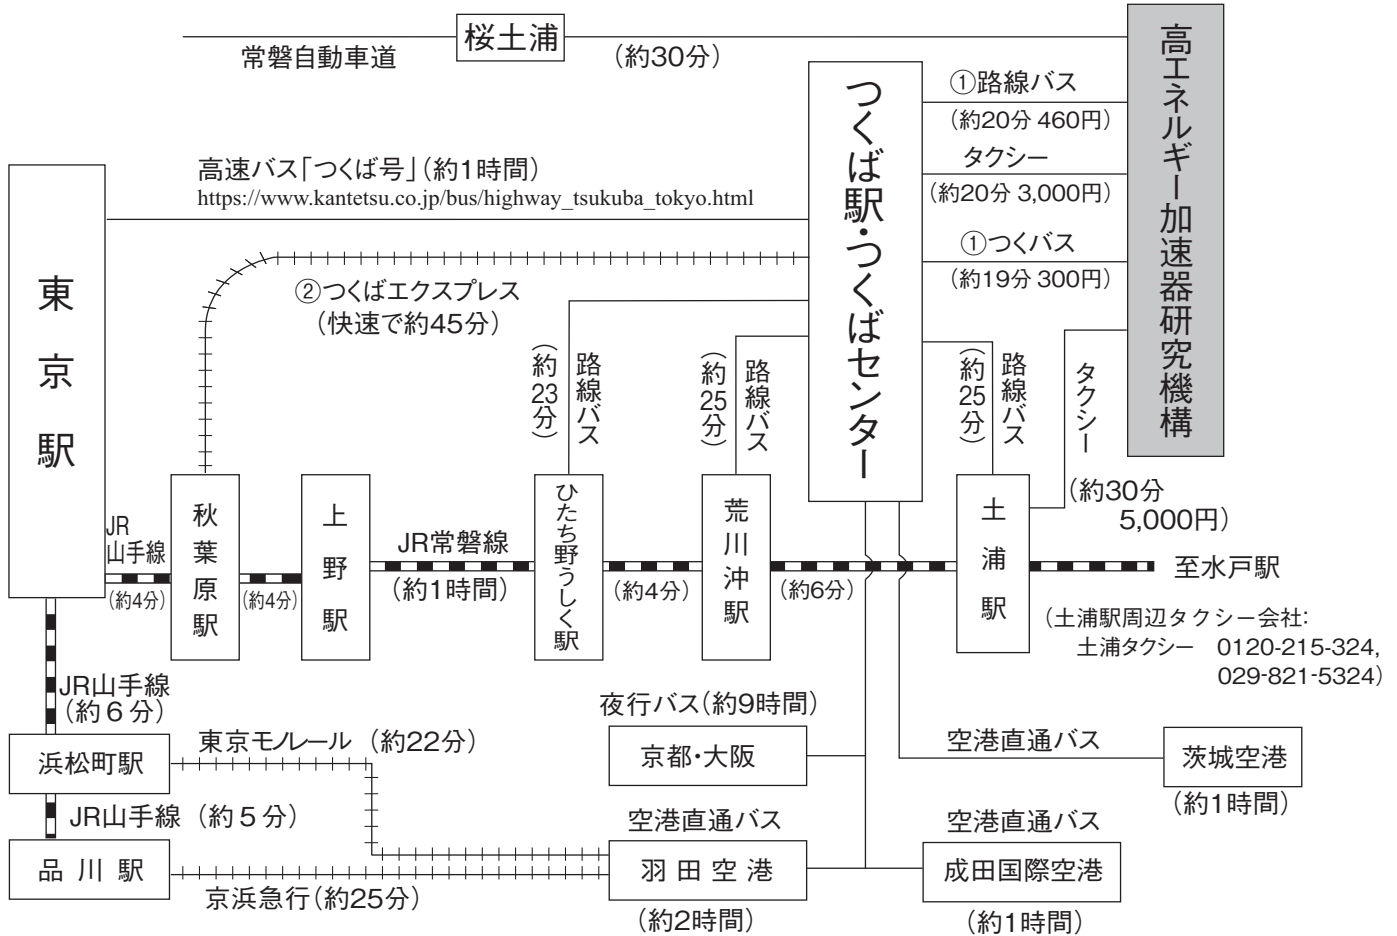 桜土浦
常磐自動車道
（約30分）
高エネルギー加速器研究機構
つくば駅・つくばセンター
①路線バス
（約20分 460円）
タクシー
（約20分 3,000円）
①つくバス
（約19分 300円）
高速バス「つくば号」（約1時間）
https://www.kantetsu.co.jp/bus/highway_tsukuba_tokyo.html
東京駅
②つくばエクスプレス
（快速で約45分）
路線バス
（約23分）
路線バス
（約25分）
路線バス
（約25分）
タクシー
（約30分
5,000円）
JR
山手線
（約4分）
秋葉原駅
（約4分）
上野駅
JR常磐線
（約1時間）
ひたち野うしく駅
（約4分）
荒川沖駅
（約6分）
土浦駅
至水戸駅
（土浦駅周辺タクシー会社：
土浦タクシー　0120-215-324,
029-821-5324）
JR山手線
（約６分）
浜松町駅
東京モノレール （約22分）
JR山手線 （約５分）
品川駅
京浜急行（約25分）
夜行バス（約9時間）
京都・大阪
空港直通バス
羽田空港
（約2時間）
空港直通バス
茨城空港
（約1時間）
空港直通バス
成田国際空港
（約1時間）